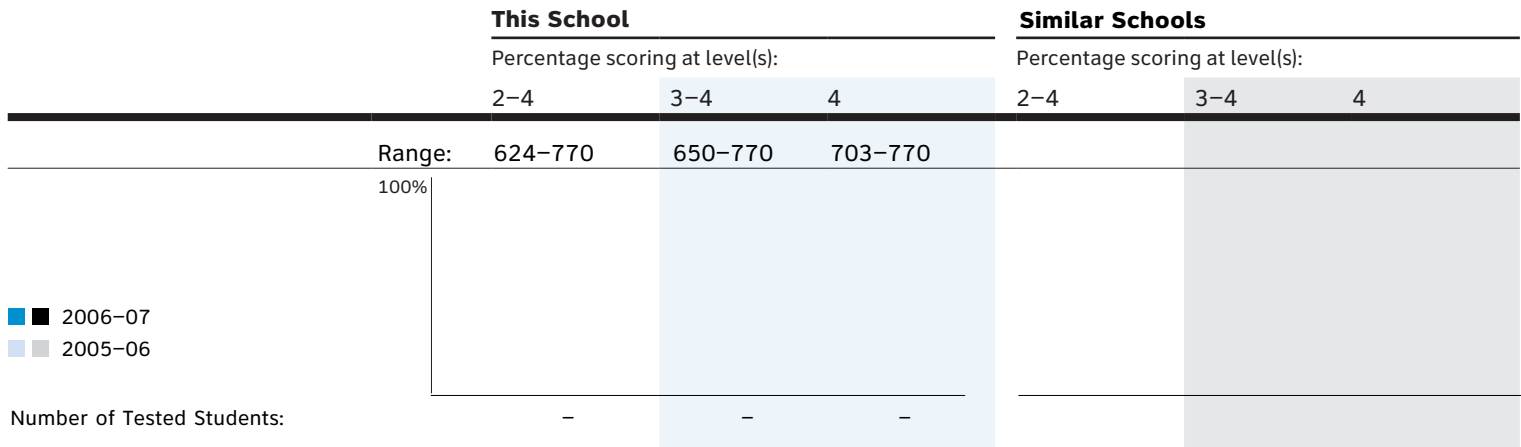 This School Similar Schools
Percentage scoring at level(s): Percentage scoring at level(s):
2–4 3–4 4 2–4 3–4 4
Range: 624–770 650–770 703–770
100%
2006–07
2005–06
Number of Tested Students: – – –